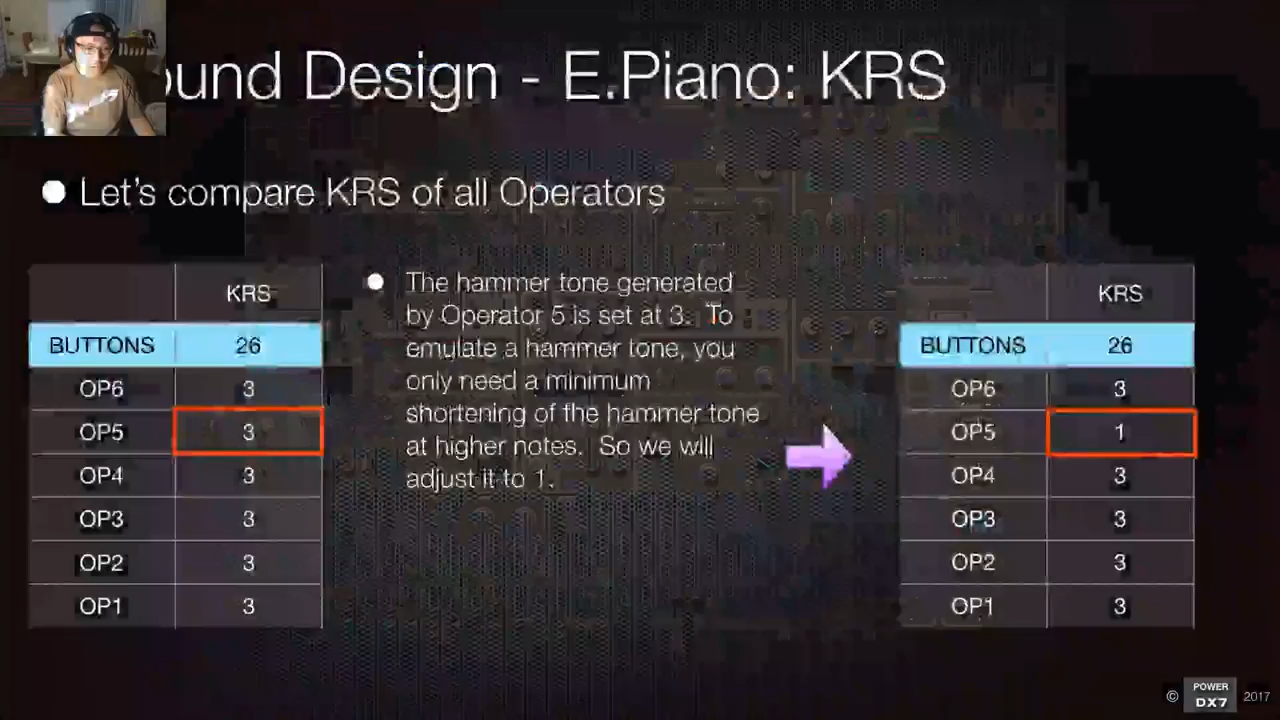 ound Design - E.Piano: KRS
Let's compare KRS of all Operators
KRS
BUTTONS 26
OP6 3
OP5 3
OP4 3
OP3 3
OP2 3
OP1 3
The hammer tone generated
by Operator 5 is set at 3. To
emulate a hammer tone, you
only need a minimum
shortening of the hammer tone
at higher notes. So we will
adjust it to 1.
KRS
BUTTONS 26
OP6 3
OP5 1
OP4 3
OP3 3
OP2 3
OP1 3
© POWER DX7 2017